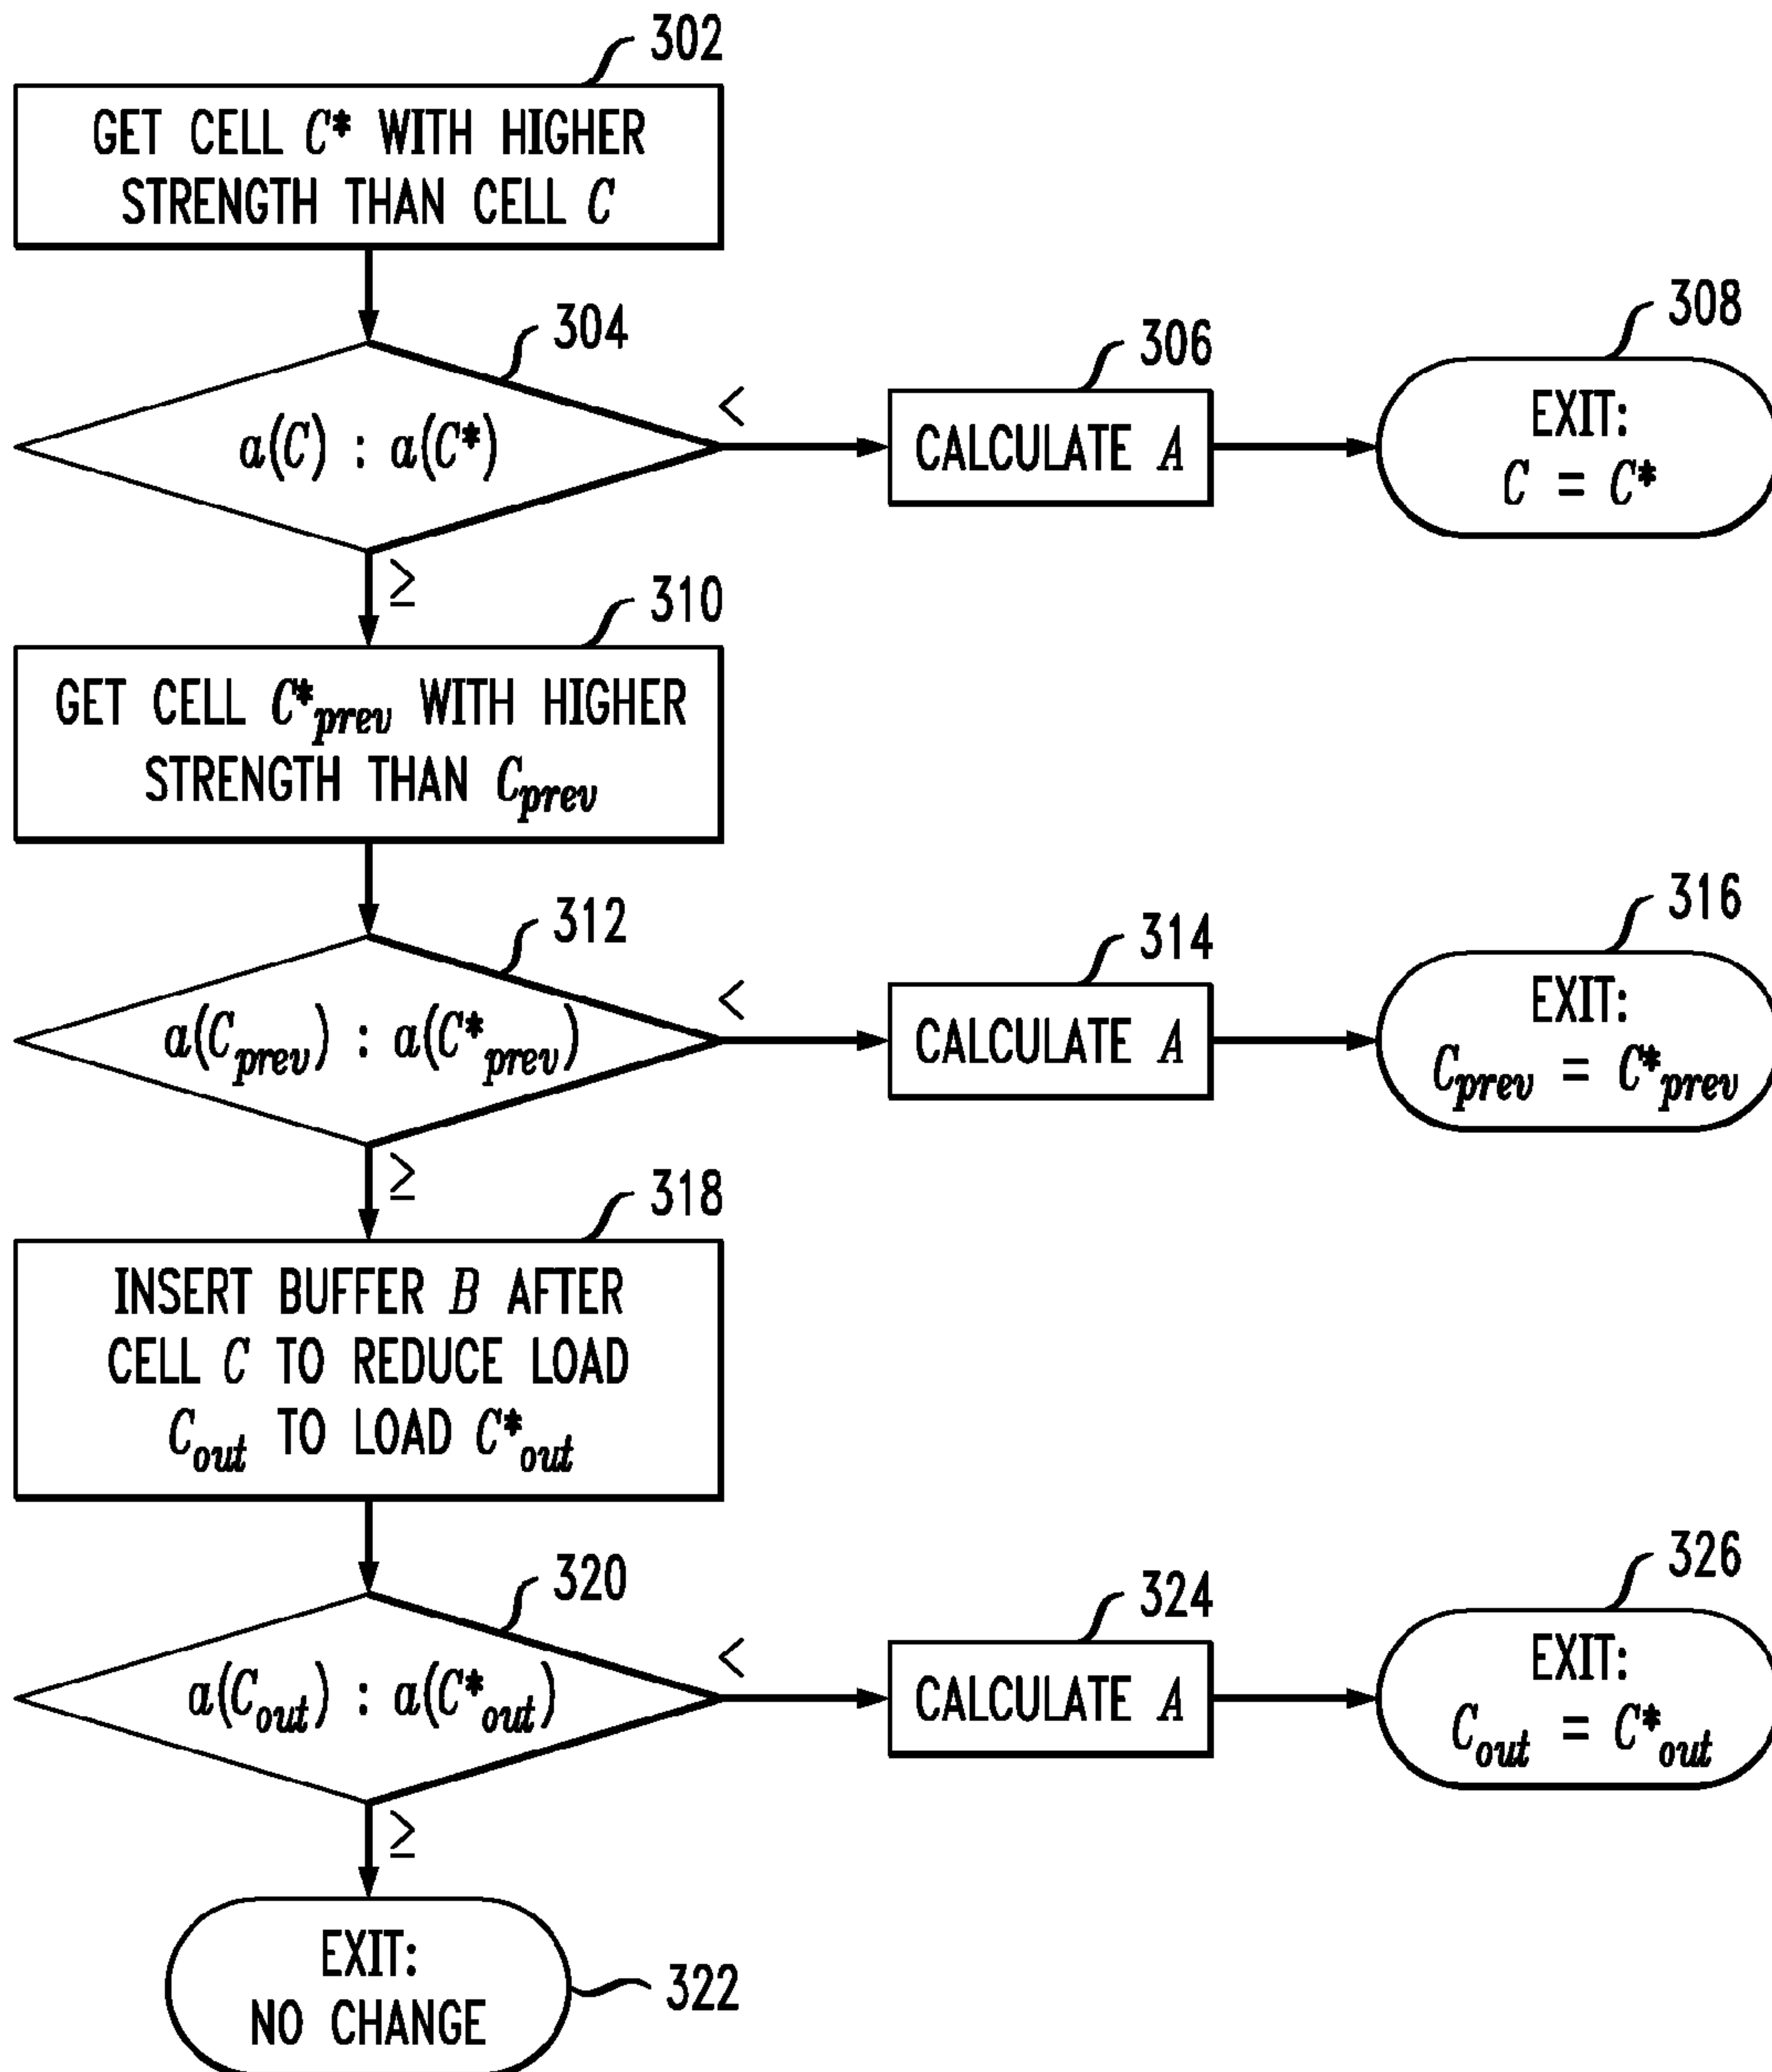 302
GET CELL C* WITH HIGHER
STRENGTH THAN CELL C
304
a(C) : a(C*)
<
306
CALCULATE A
308
EXIT:
C = C*
≥
310
GET CELL C*prev WITH HIGHER
STRENGTH THAN Cprev
312
a(Cprev) : a(C*prev)
<
314
CALCULATE A
316
EXIT:
Cprev = C*prev
≥
318
INSERT BUFFER B AFTER
CELL C TO REDUCE LOAD
Cout TO LOAD C*out
320
a(Cout) : a(C*out)
<
324
CALCULATE A
326
EXIT:
Cout = C*out
≥
EXIT:
NO CHANGE
322